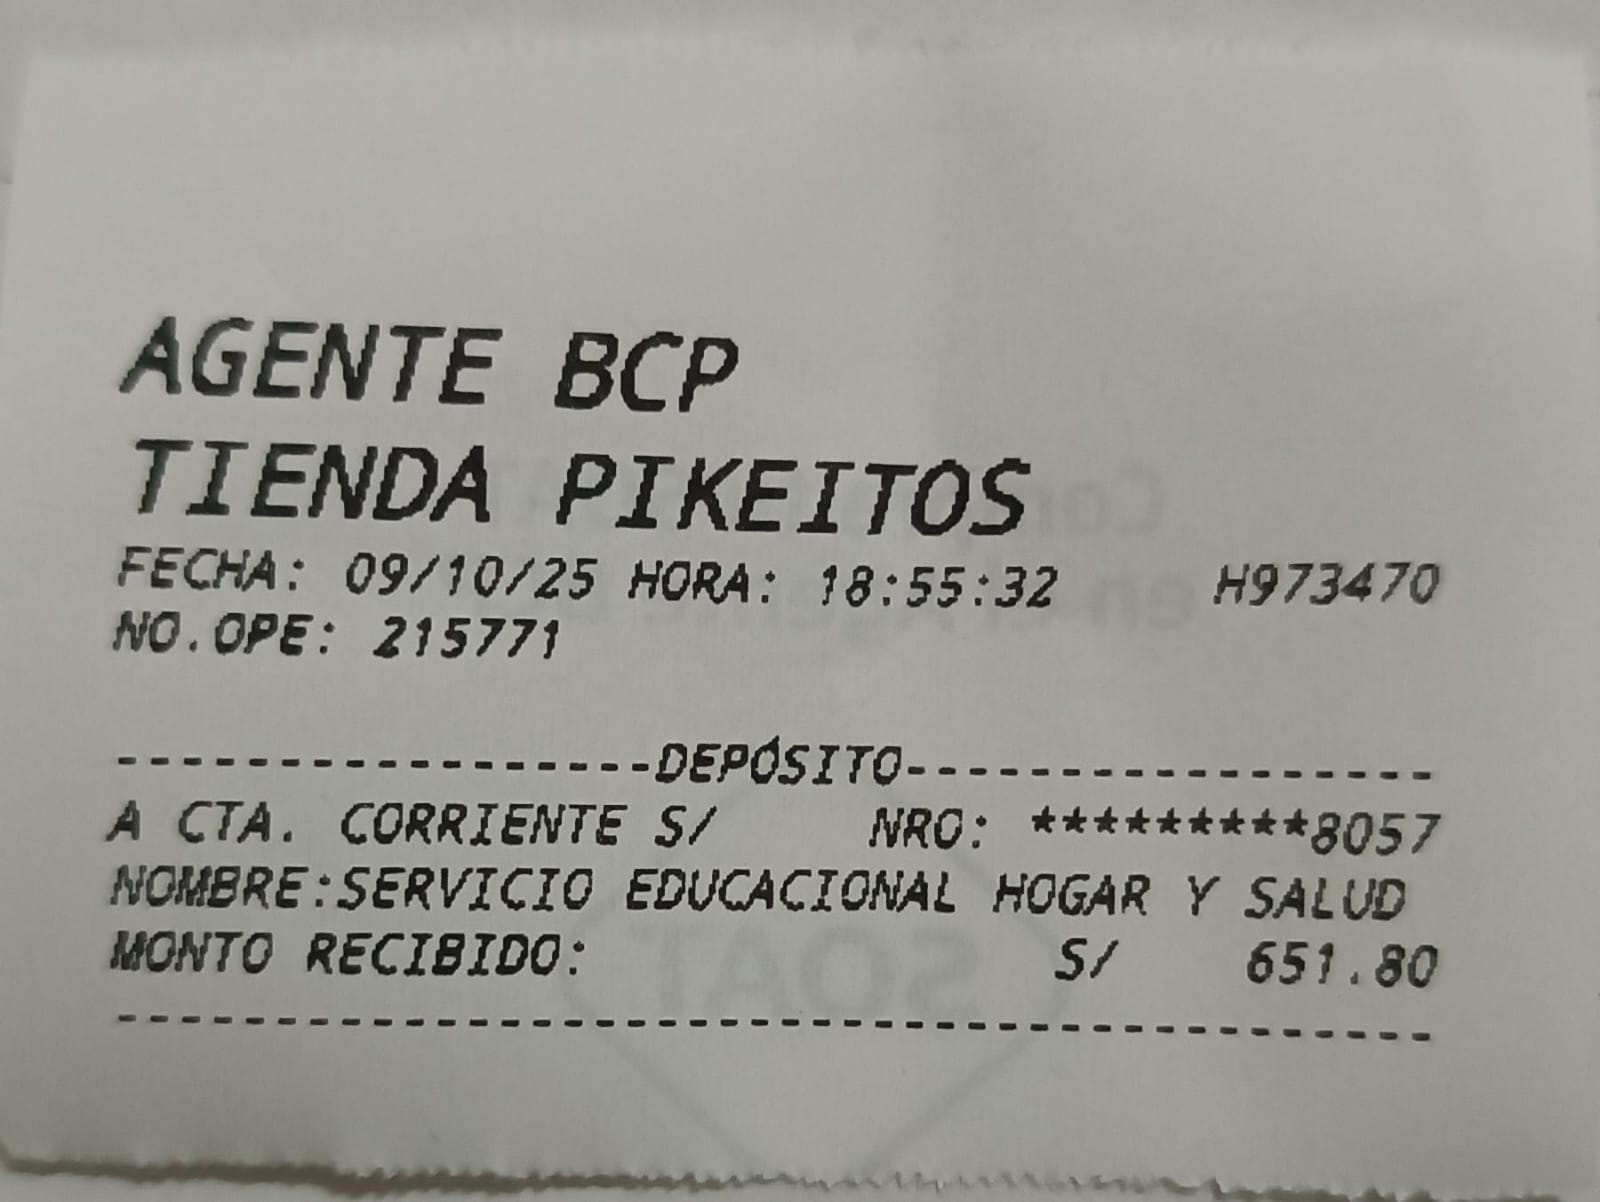 AGENTE BCP
TIENDA PIKEITOS
FECHA: 09/10/25 HORA: 18:55:32 H973470
NO.OPE: 215771
------------------DEPÓSITO------------------
A CTA. CORRIENTE S/ NRO: *********8057
NOMBRE:SERVICIO EDUCACIONAL HOGAR Y SALUD
MONTO RECIBIDO: S/ 651.80
--------------------------------------------
SOAT